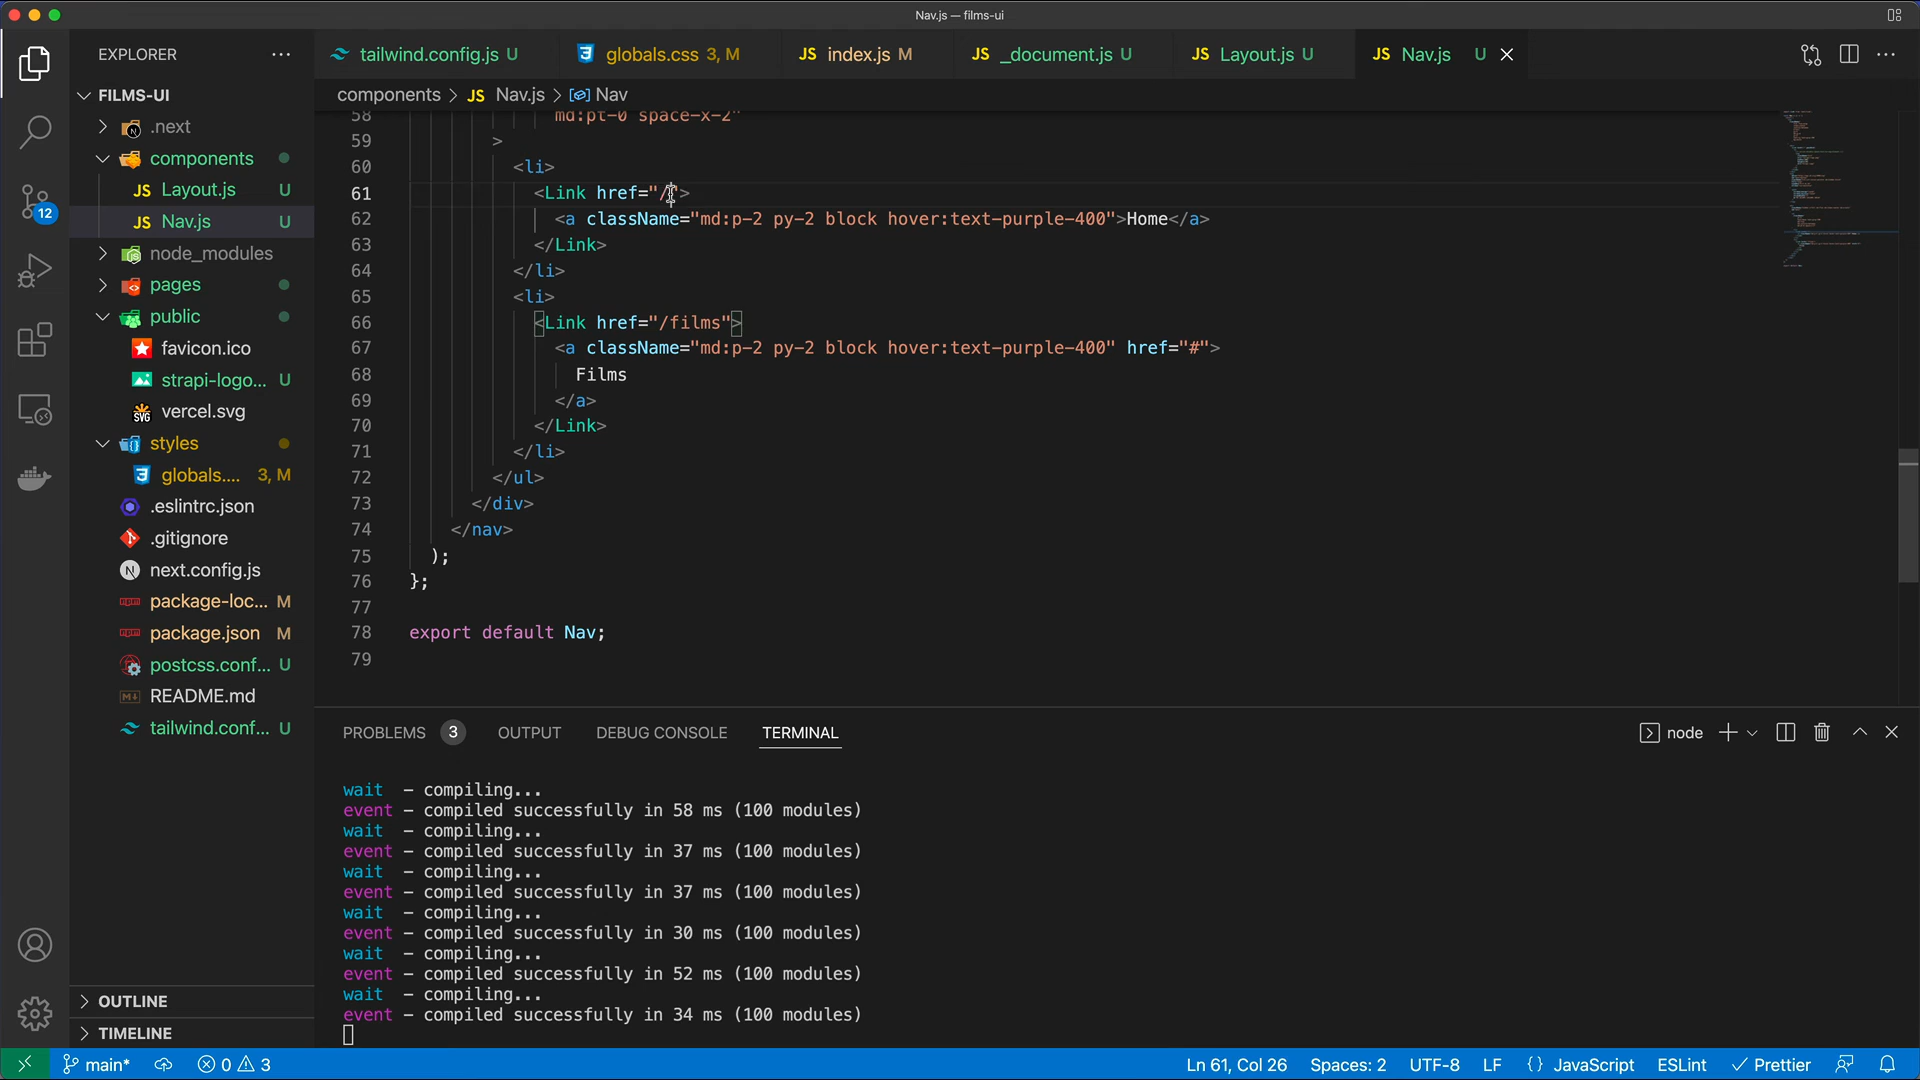 Nav.js — films-ui
EXPLORER
tailwind.config.js U
globals.css 3, M
JS index.js M
JS _document.js U
JS Layout.js U
JS Nav.js U
FILMS-UI
components > JS Nav.js > Nav
.next
components
JS Layout.js U
JS Nav.js U
node_modules
pages
public
favicon.ico
strapi-logo... U
SVG vercel.svg
styles
globals.... 3, M
.eslintrc.json
.gitignore
N next.config.js
package-loc... M
package.json M
postcss.conf... U
README.md
tailwind.conf... U
OUTLINE
TIMELINE
12
58 md:pt-0 space-x-2"
59 >
60 <li>
61 <Link href="/">
62 <a className="md:p-2 py-2 block hover:text-purple-400">Home</a>
63 </Link>
64 </li>
65 <li>
66 <Link href="/films">
67 <a className="md:p-2 py-2 block hover:text-purple-400" href="#">
68 Films
69 </a>
70 </Link>
71 </li>
72 </ul>
73 </div>
74 </nav>
75 );
76 };
77
78 export default Nav;
79
PROBLEMS 3 OUTPUT DEBUG CONSOLE TERMINAL
node
wait – compiling...
event – compiled successfully in 58 ms (100 modules)
wait – compiling...
event – compiled successfully in 37 ms (100 modules)
wait – compiling...
event – compiled successfully in 37 ms (100 modules)
wait – compiling...
event – compiled successfully in 30 ms (100 modules)
wait – compiling...
event – compiled successfully in 52 ms (100 modules)
wait – compiling...
event – compiled successfully in 34 ms (100 modules)
main* 0 3 Ln 61, Col 26 Spaces: 2 UTF-8 LF {} JavaScript ESLint Prettier